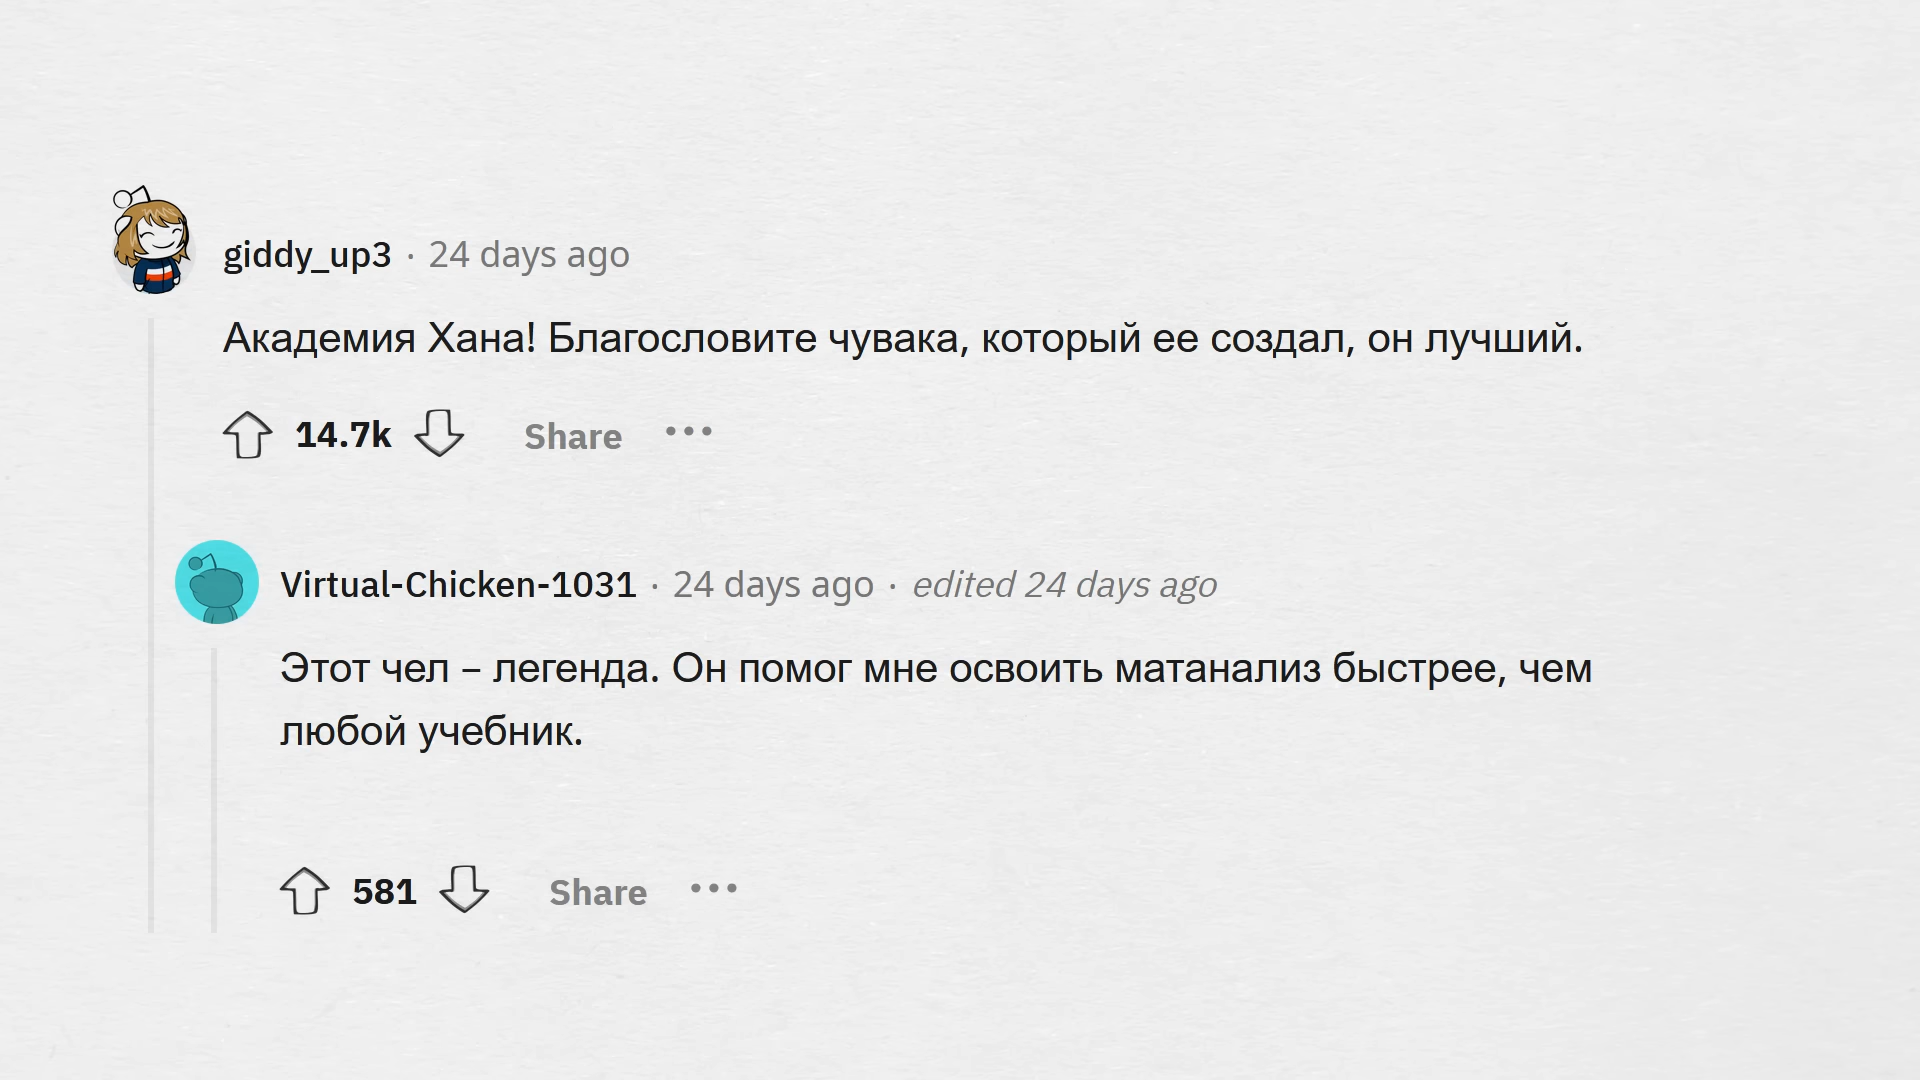 giddy_up3 · 24 days ago
Академия Хана! Благословите чувака, который ее создал, он лучший.
14.7k Share •••
Virtual-Chicken-1031 · 24 days ago · edited 24 days ago
Этот чел – легенда. Он помог мне освоить матанализ быстрее, чем
любой учебник.
581 Share •••